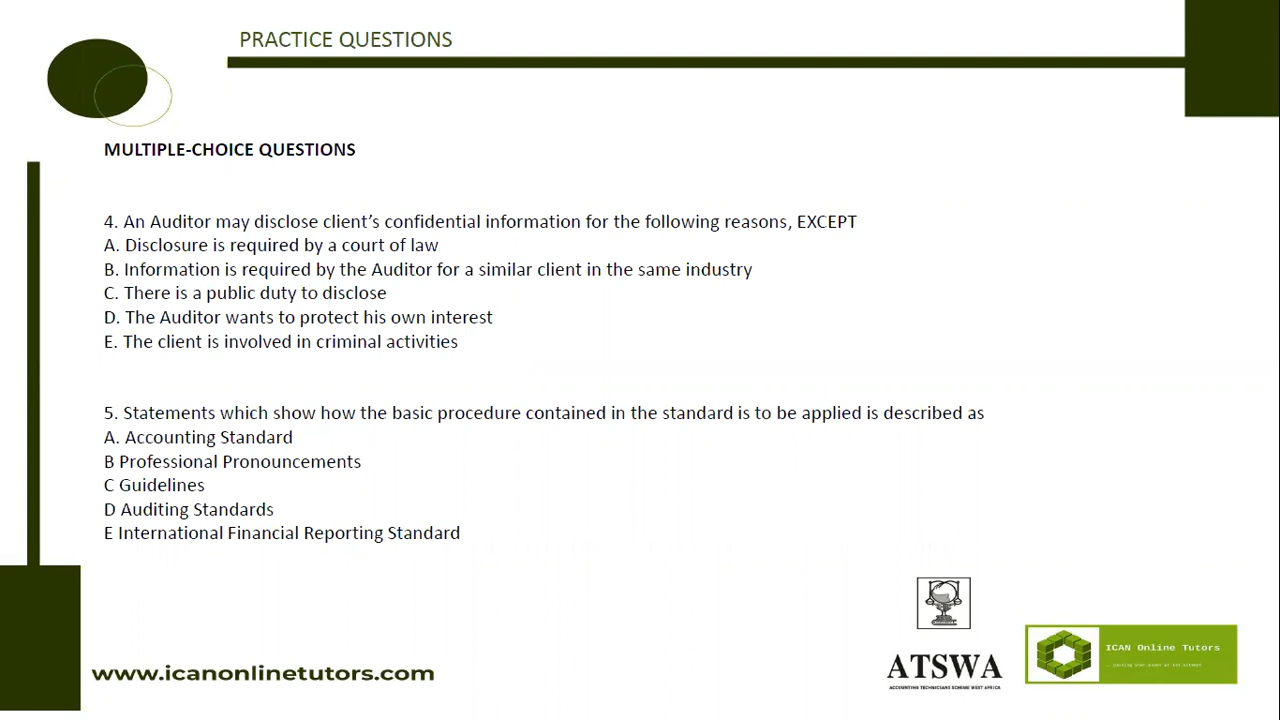 PRACTICE QUESTIONS
MULTIPLE-CHOICE QUESTIONS
4. An Auditor may disclose client’s confidential information for the following reasons, EXCEPT
A. Disclosure is required by a court of law
B. Information is required by the Auditor for a similar client in the same industry
C. There is a public duty to disclose
D. The Auditor wants to protect his own interest
E. The client is involved in criminal activities
5. Statements which show how the basic procedure contained in the standard is to be applied is described as
A. Accounting Standard
B Professional Pronouncements
C Guidelines
D Auditing Standards
E International Financial Reporting Standard
www.icanonlinetutors.com
ATSWA
ACCOUNTING TECHNICIANS SCHEME WEST AFRICA
ICAN Online Tutors